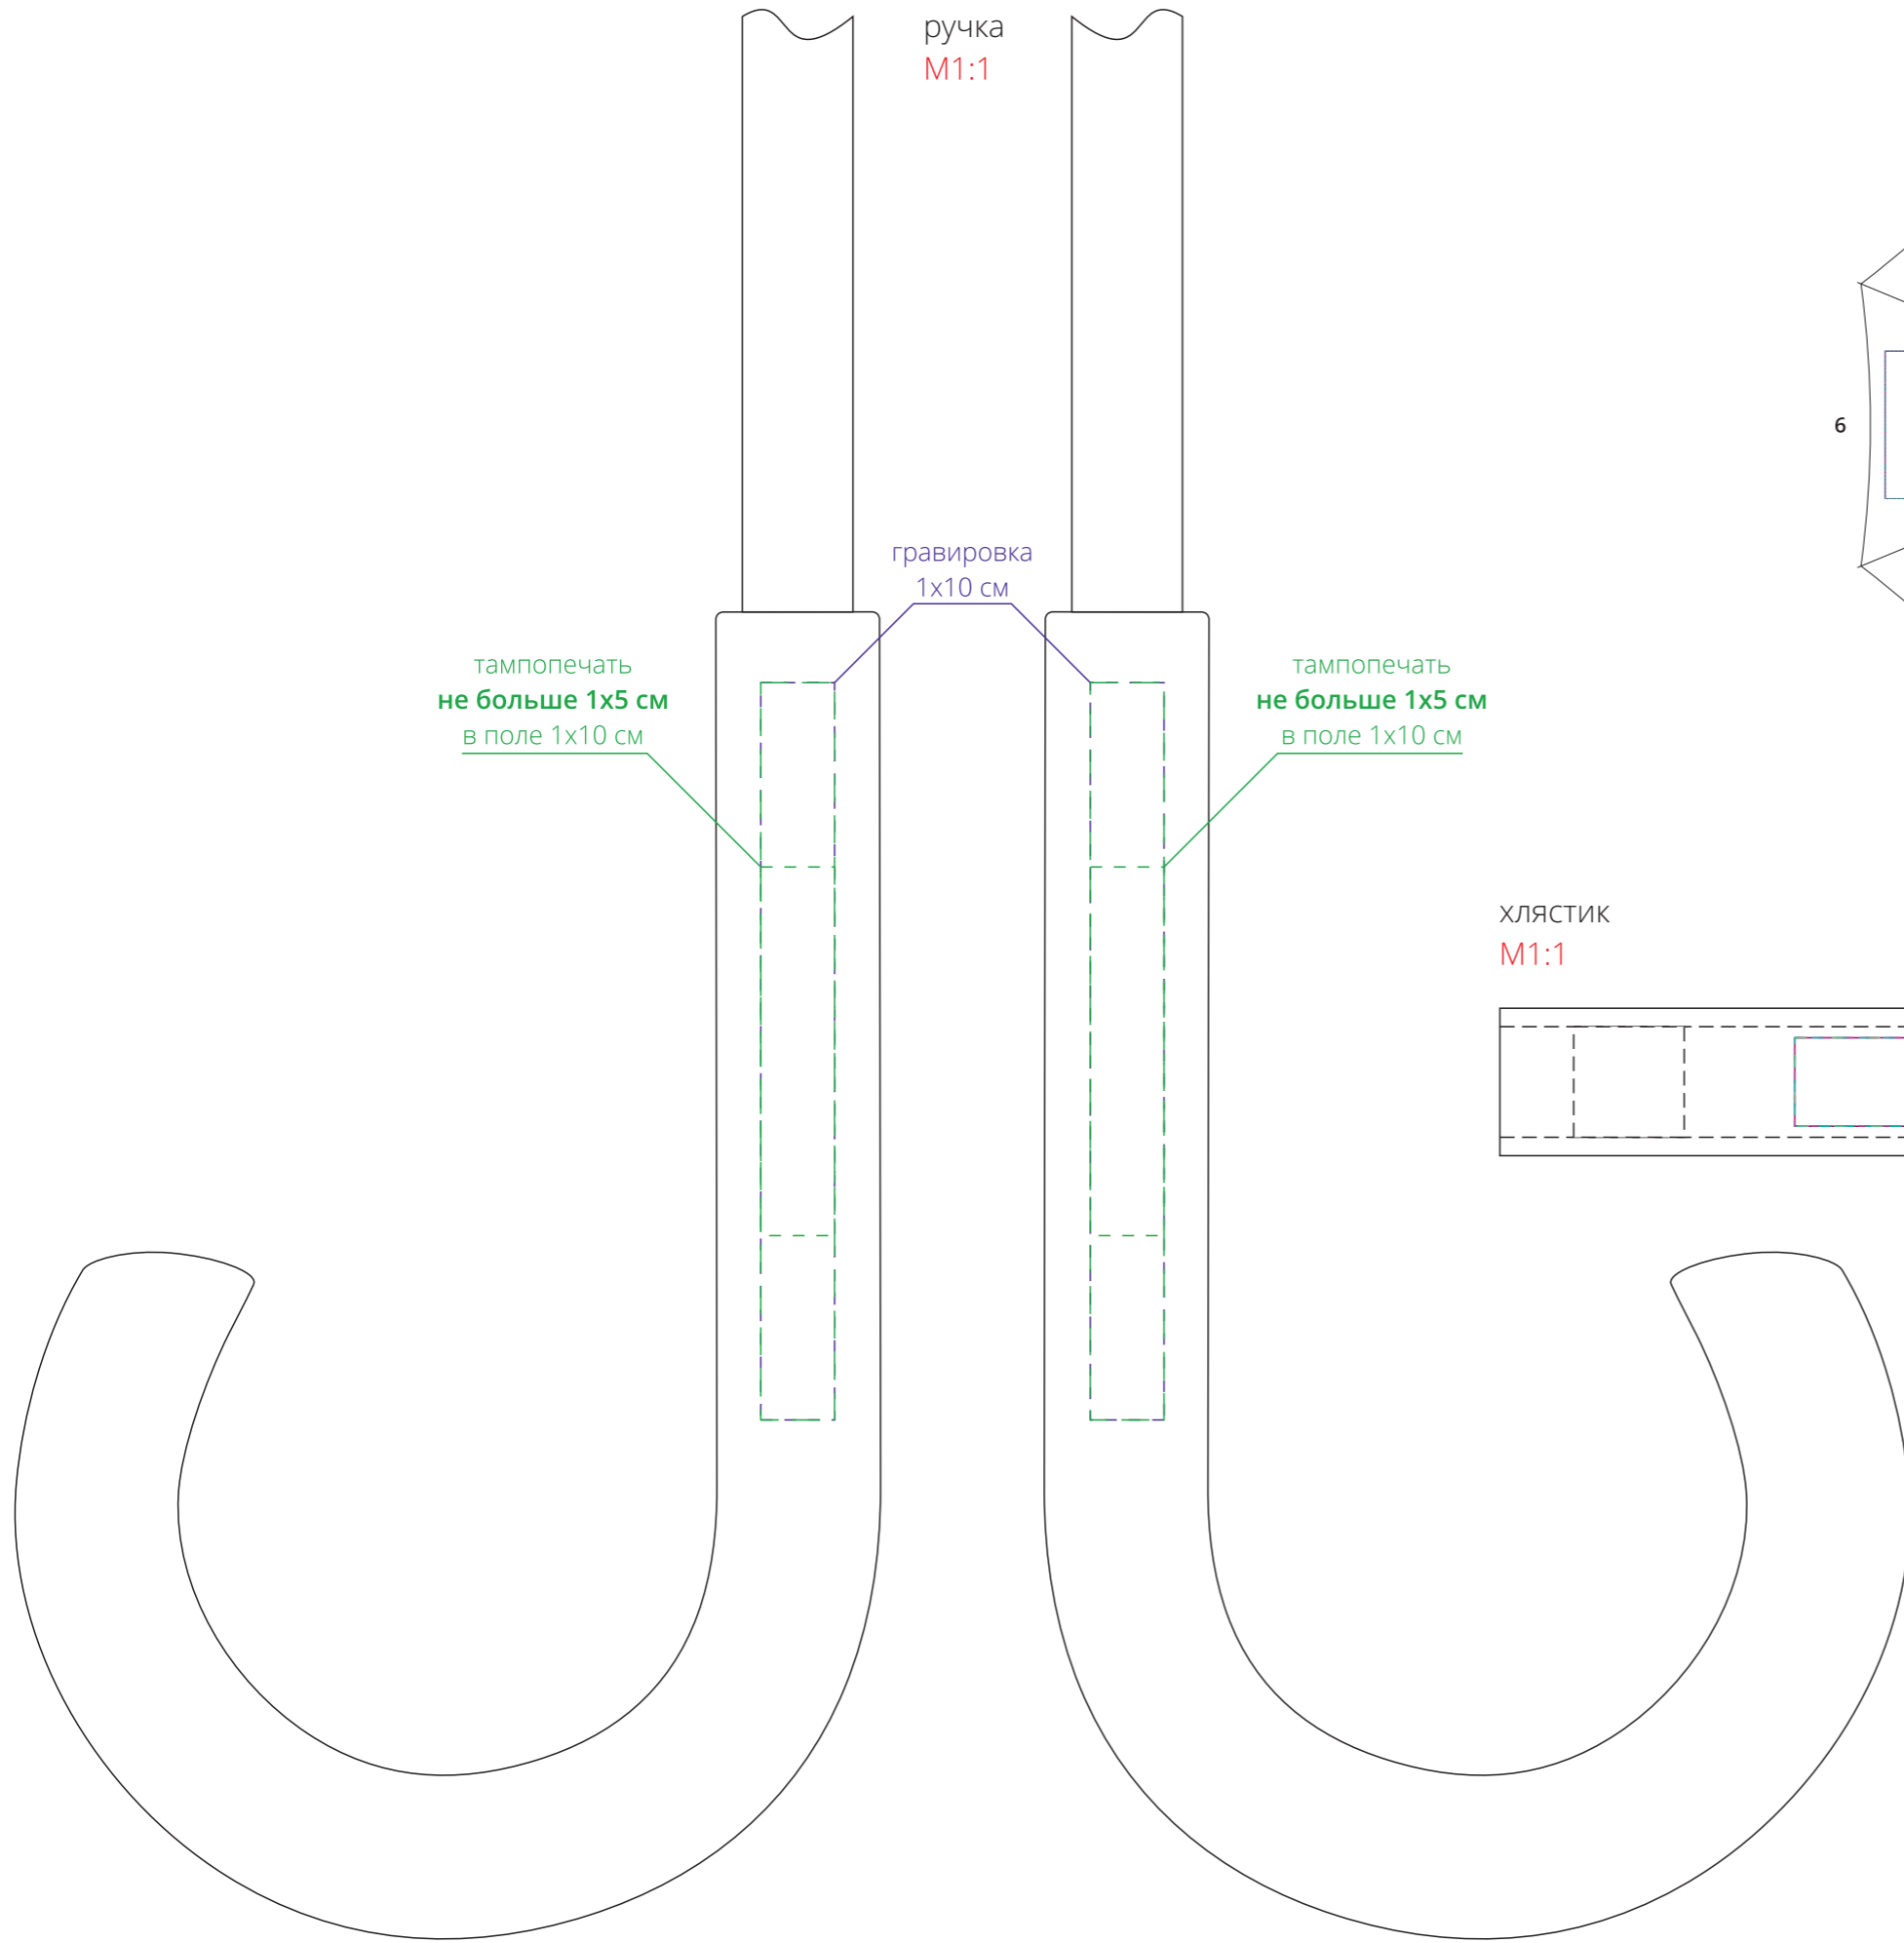 ручка
М1:1
6
гравировка
1х10 см
тампопечать
не больше 1х5 см
в поле 1х10 см
тампопечать
не больше 1х5 см
в поле 1х10 см
хлястик
М1:1